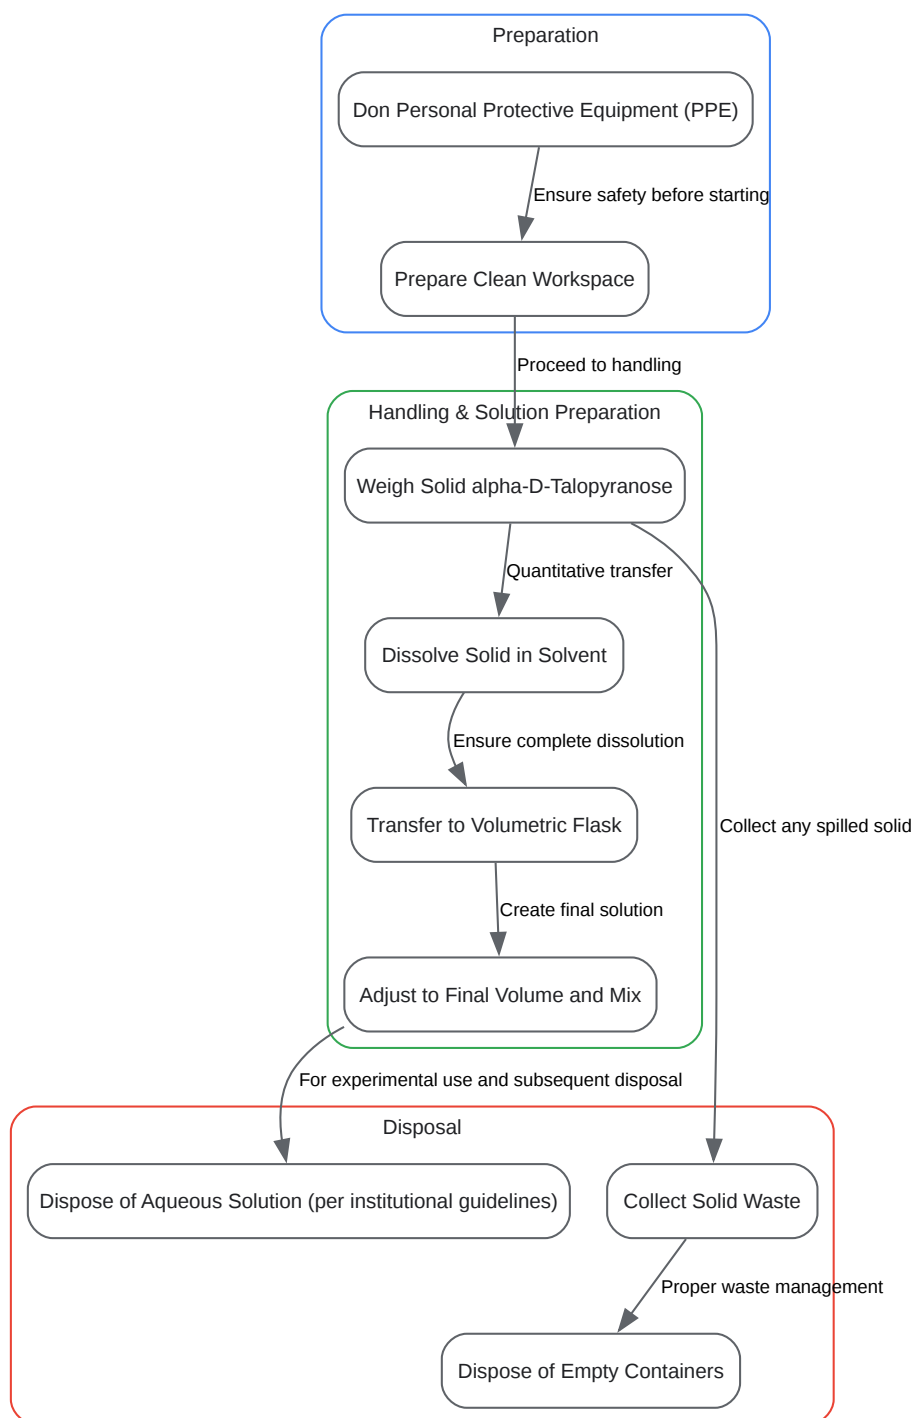 Preparation
Don Personal Protective Equipment (PPE)
Ensure safety before starting
Prepare Clean Workspace
Proceed to handling
Handling & Solution Preparation
Weigh Solid alpha-D-Talopyranose
Quantitative transfer
Dissolve Solid in Solvent
Ensure complete dissolution
Transfer to Volumetric Flask
Collect any spilled solid
Create final solution
Adjust to Final Volume and Mix
For experimental use and subsequent disposal
Disposal
Dispose of Aqueous Solution (per institutional guidelines)
Collect Solid Waste
Proper waste management
Dispose of Empty Containers